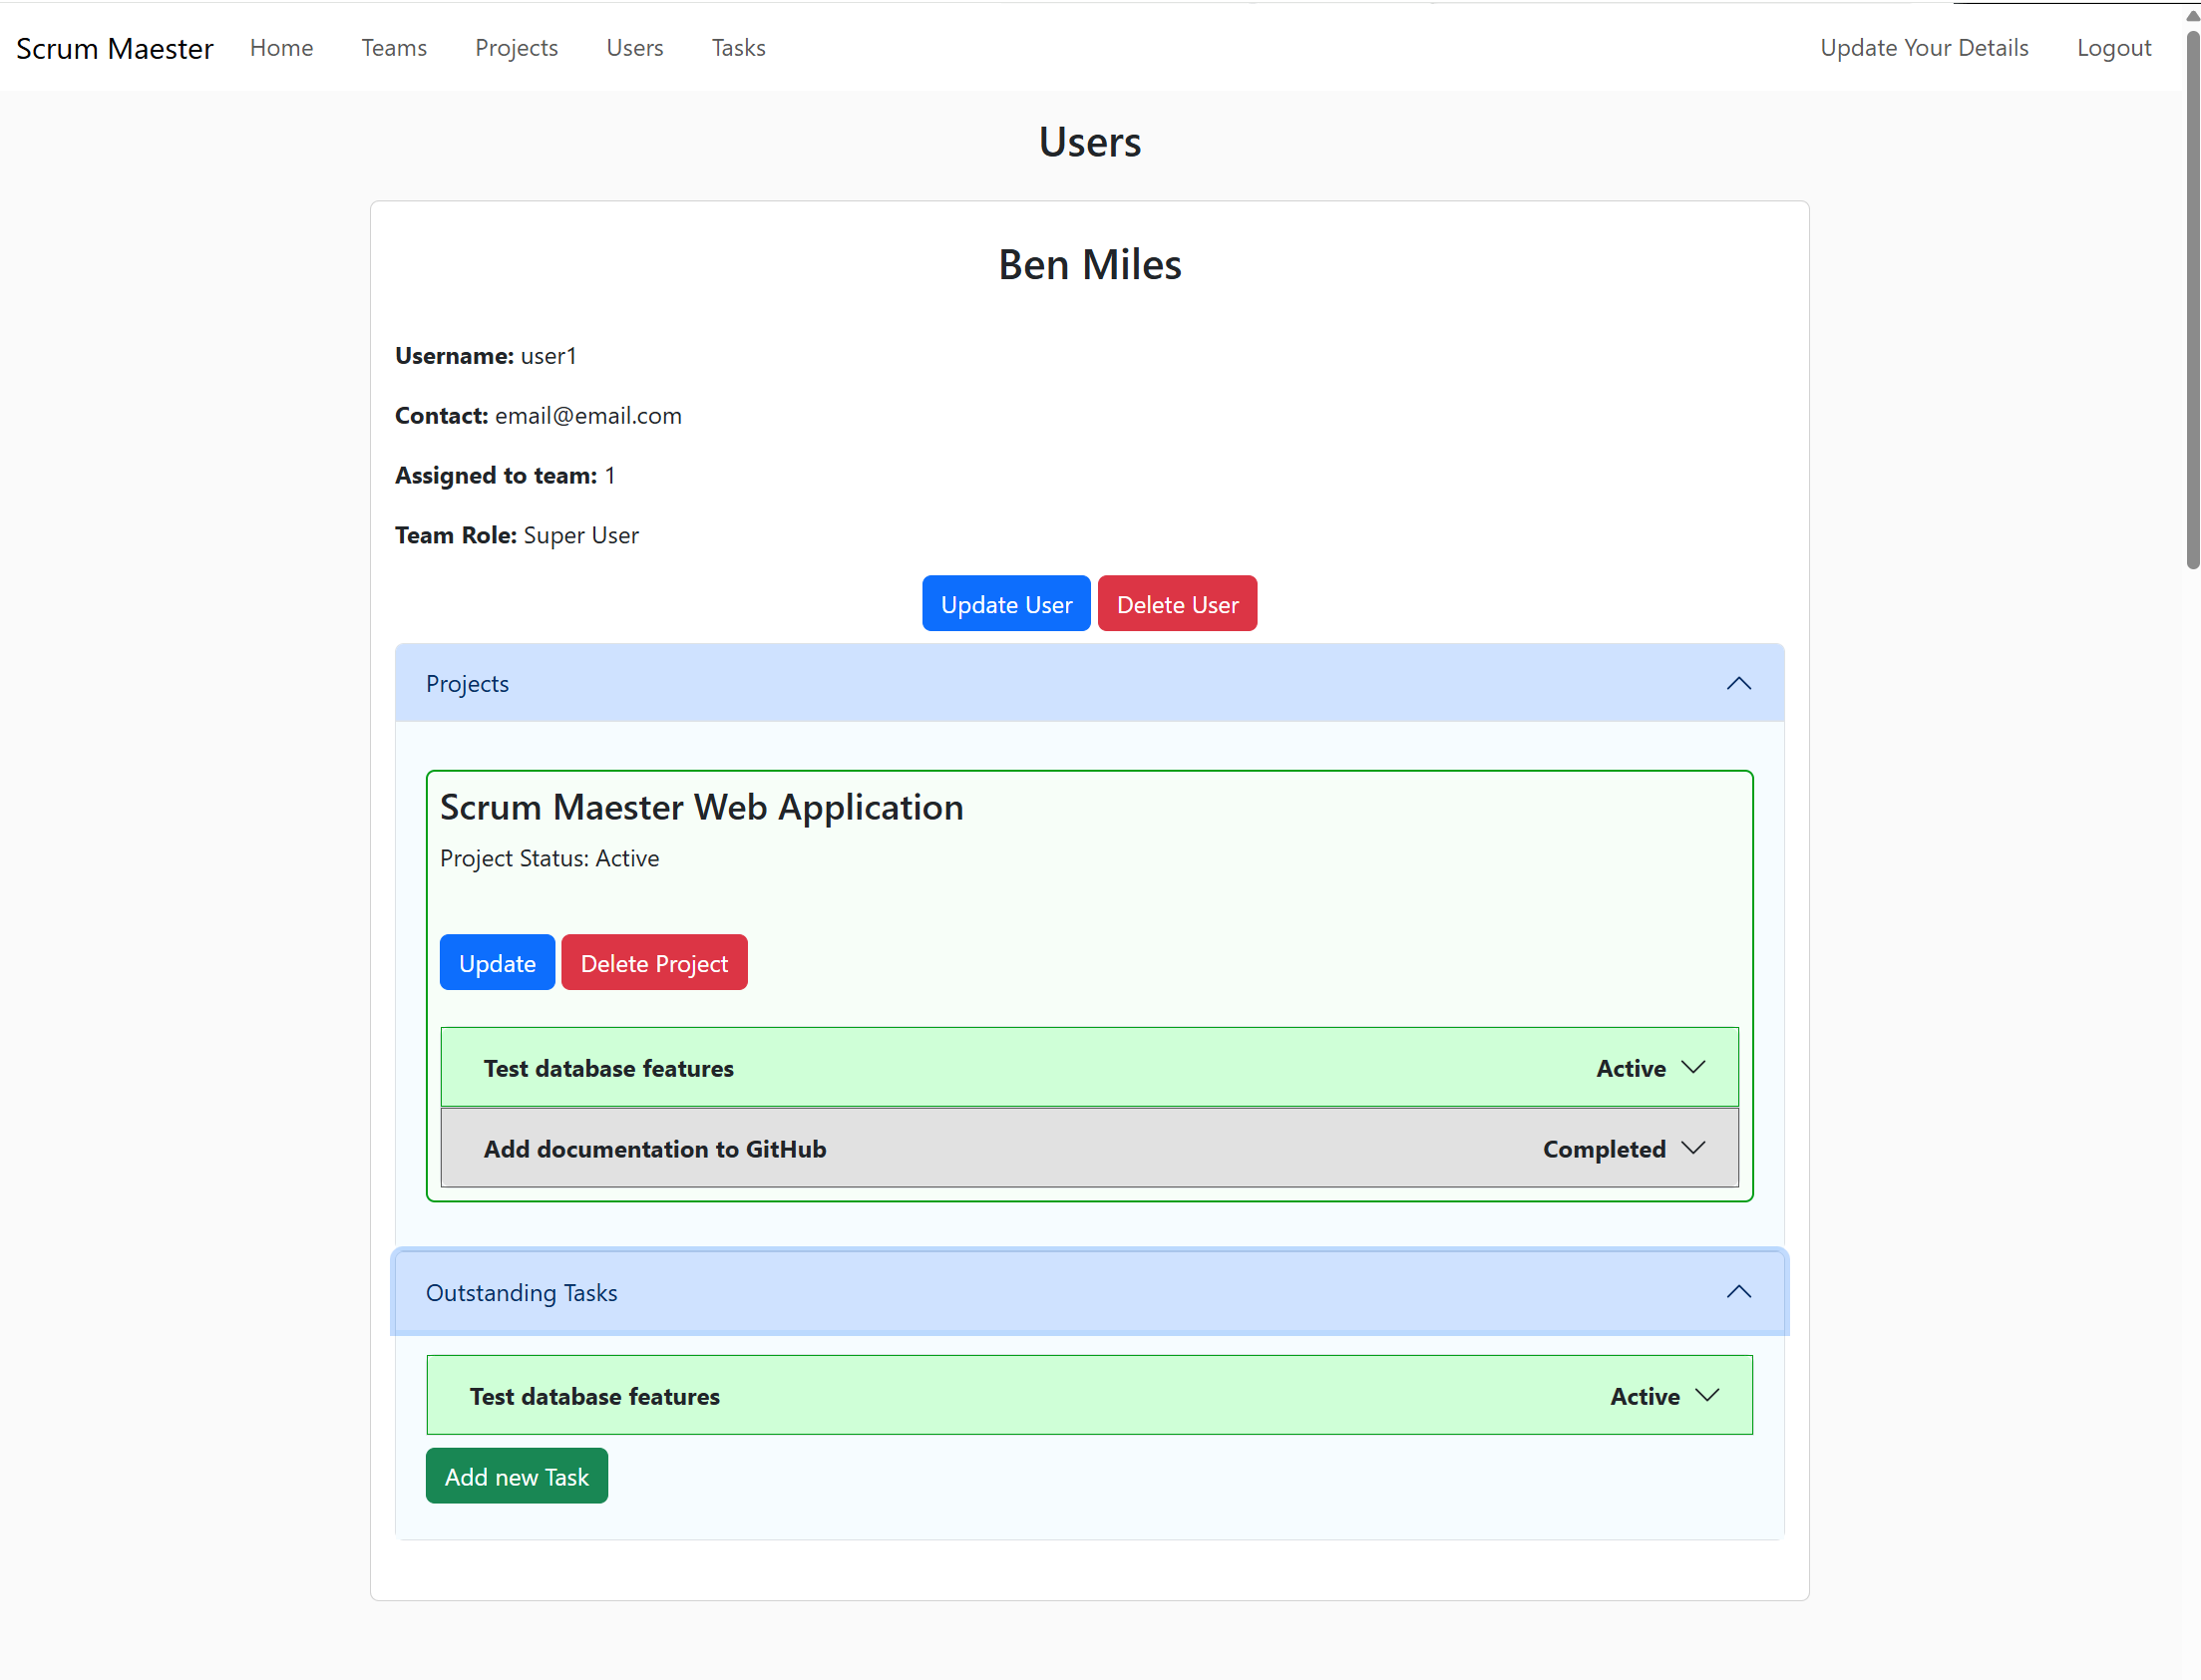 Scrum Maester Home Teams Projects Users Tasks Update Your Details Logout
Users
Ben Miles
Username: user1
Contact: email@email.com
Assigned to team: 1
Team Role: Super User
Update User Delete User
Projects
Scrum Maester Web Application
Project Status: Active
Update Delete Project
Test database features Active
Add documentation to GitHub Completed
Outstanding Tasks
Test database features Active
Add new Task